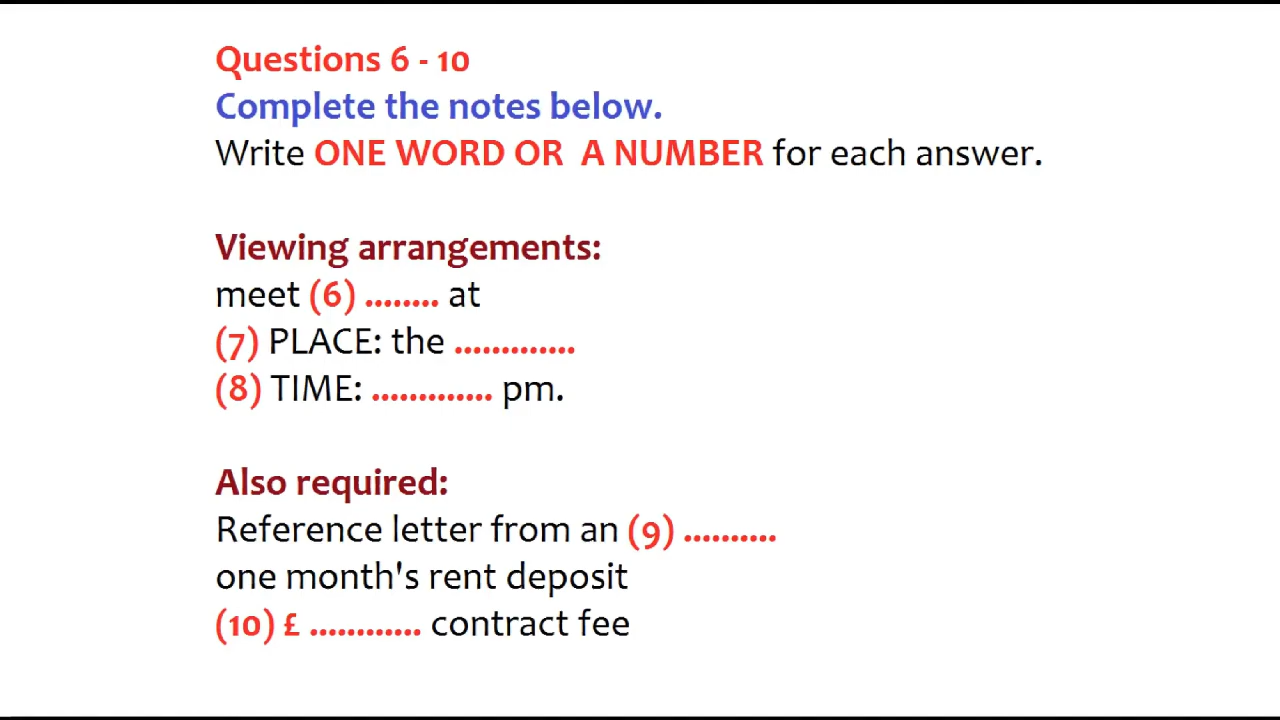 Questions 6 - 10
Complete the notes below.
Write ONE WORD OR A NUMBER for each answer.
Viewing arrangements:
meet (6) ........ at
(7) PLACE: the .............
(8) TIME: ............. pm.
Also required:
Reference letter from an (9) ..........
one month's rent deposit
(10) £ ............ contract fee